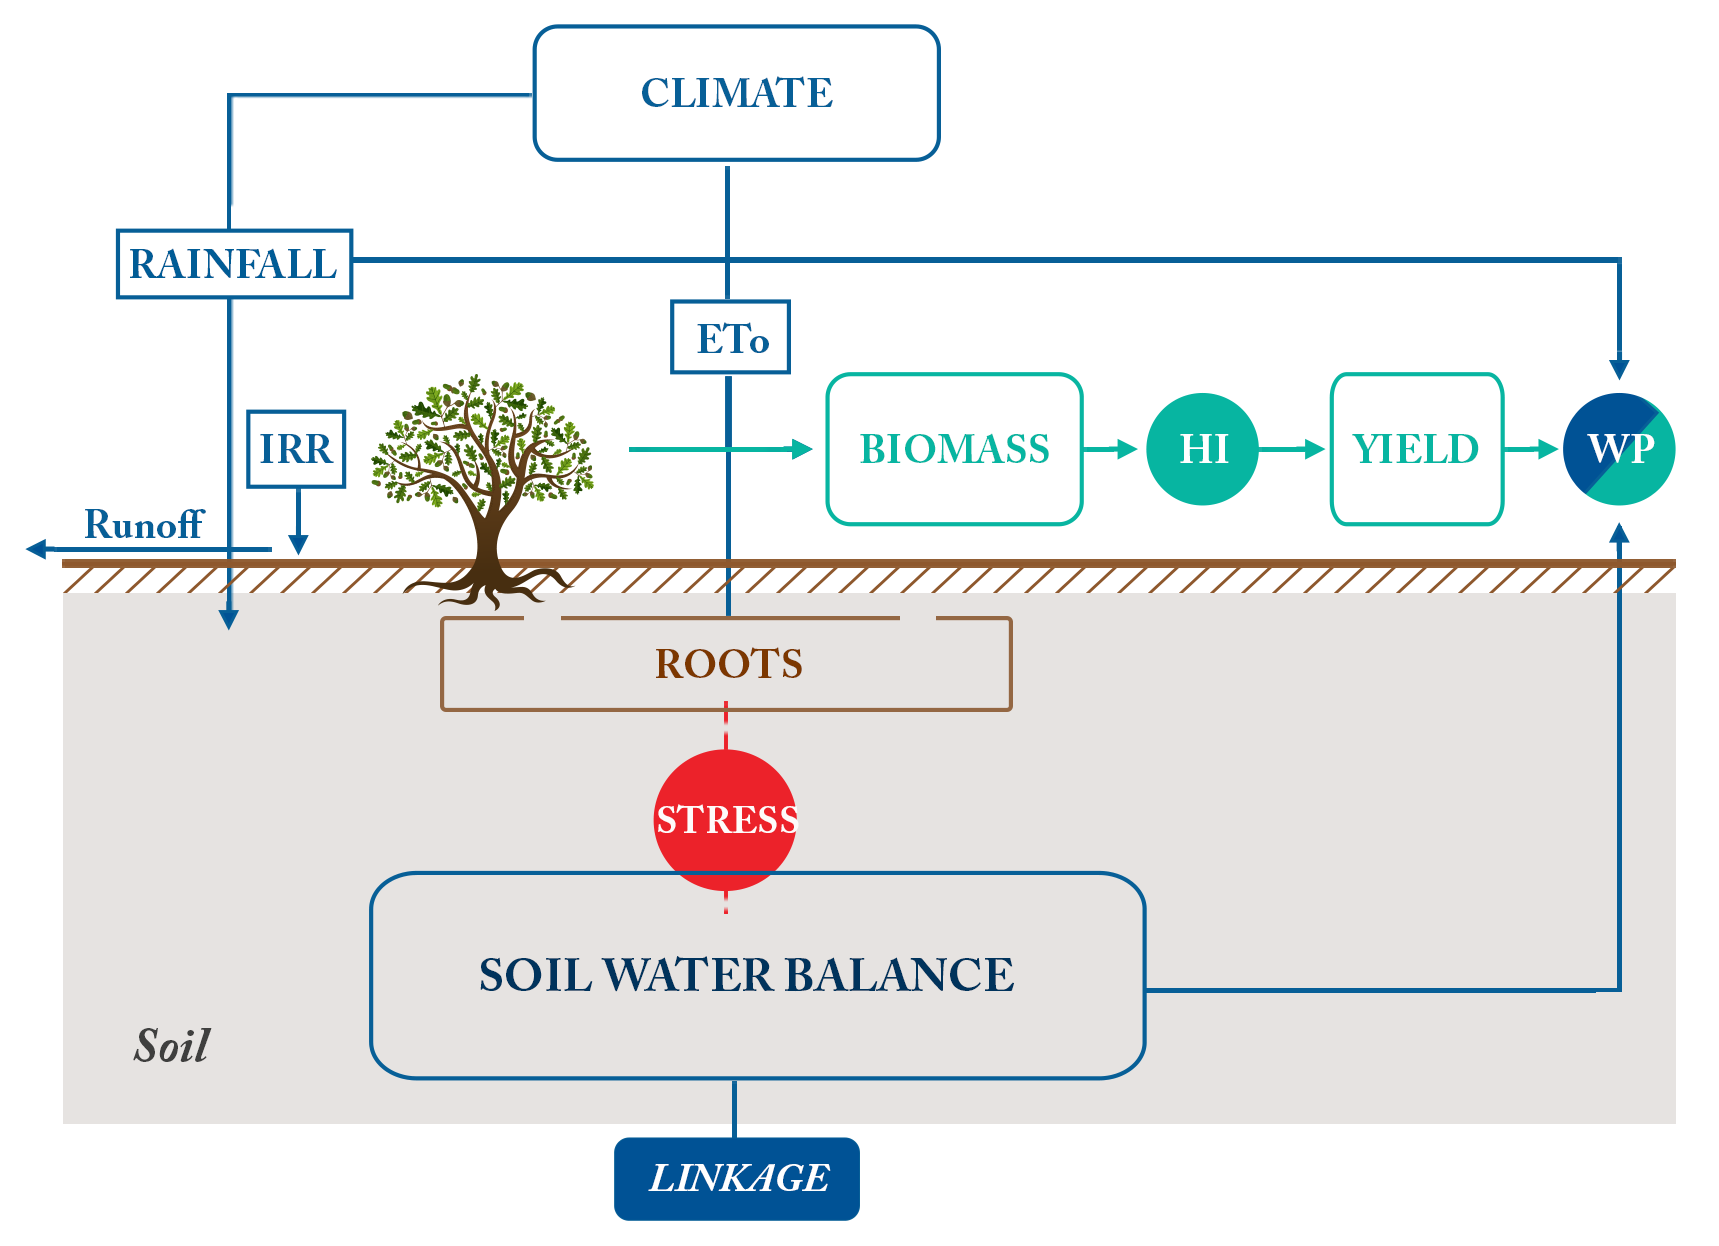 CLIMATE
RAINFALL
ETo
IRR
BIOMASS
HI
YIELD
WP
Runoff
ROOTS
STRESS
SOIL WATER BALANCE
Soil
LINKAGE